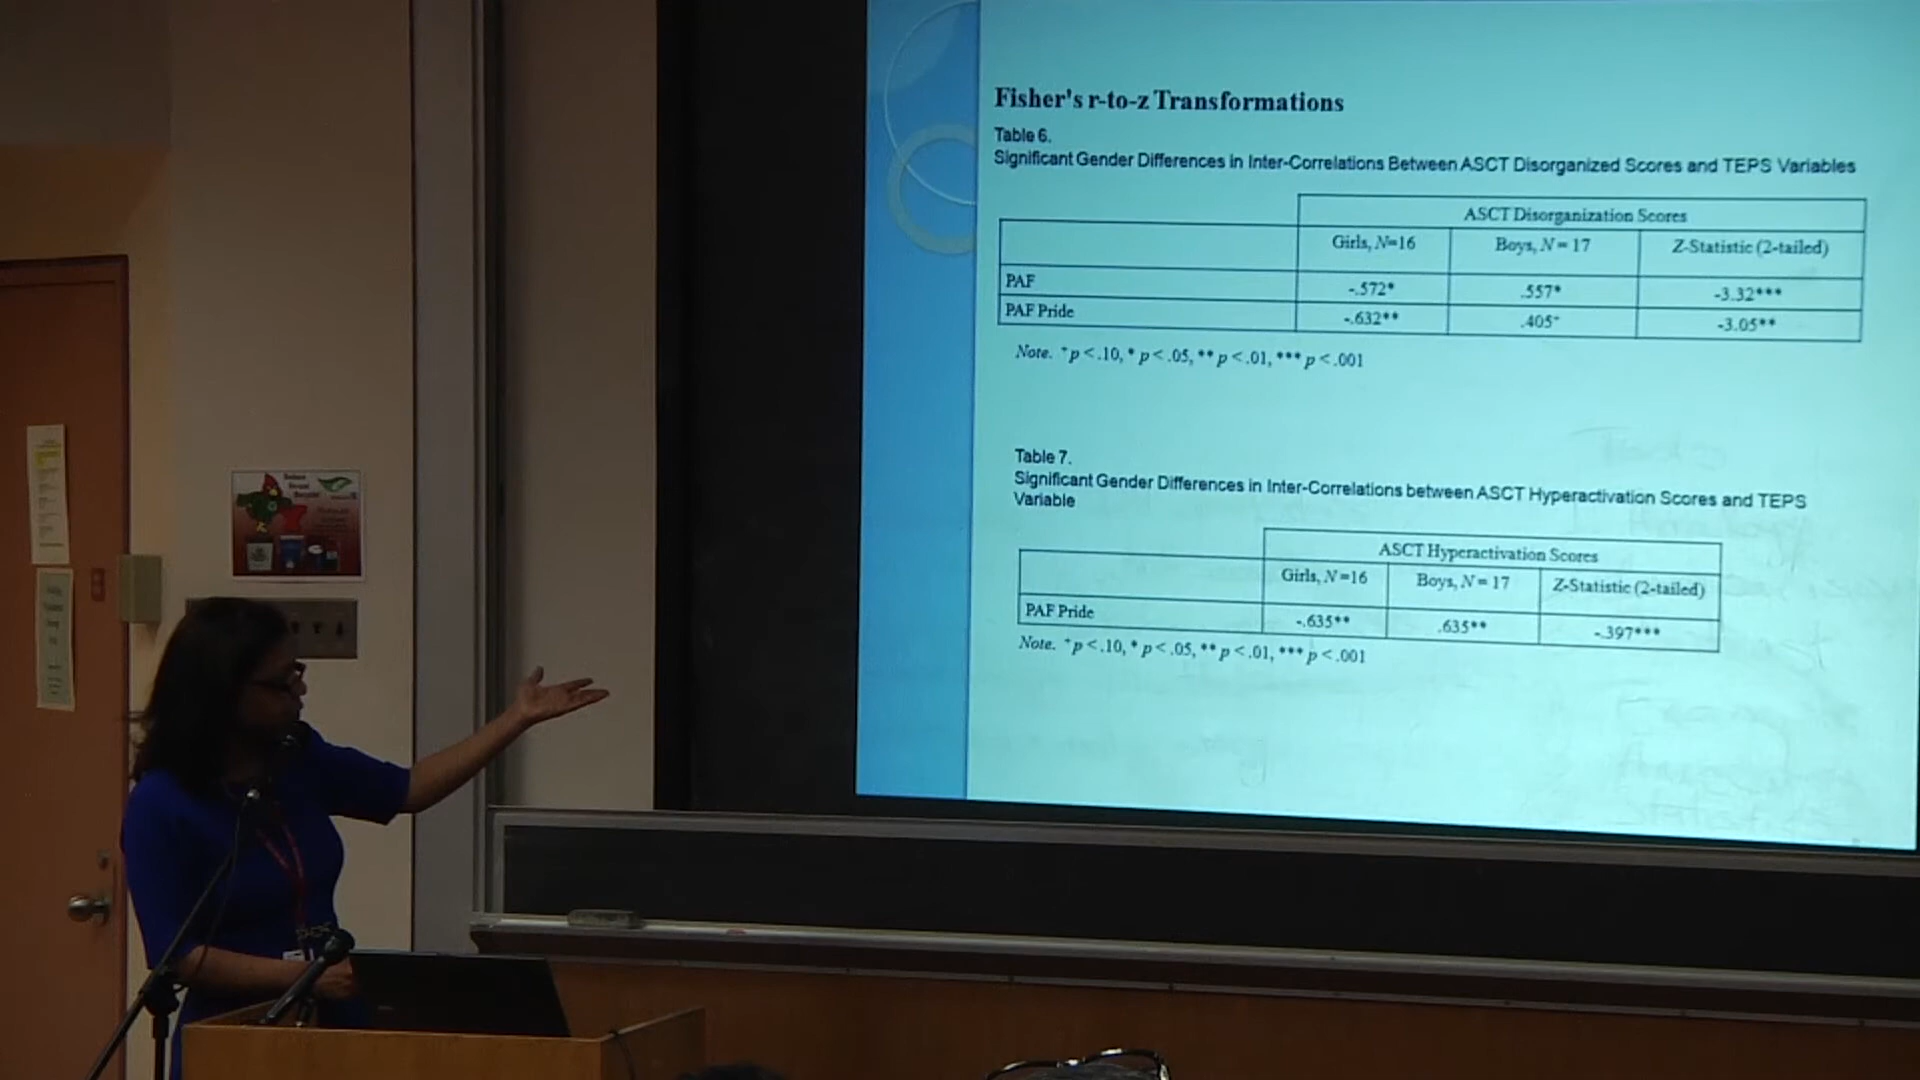 Fisher's r-to-z Transformations
Table 6.
Significant Gender Differences in Inter-Correlations Between ASCT Disorganized Scores and TEPS Variables
ASCT Disorganization Scores
Girls, N=16 Boys, N = 17 Z-Statistic (2-tailed)
PAF -.572* .557* -3.32***
PAF Pride -.632** .405+ -3.05**
Note. +p < .10, * p < .05, ** p < .01, *** p < .001
Table 7.
Significant Gender Differences in Inter-Correlations between ASCT Hyperactivation Scores and TEPS
Variable
ASCT Hyperactivation Scores
Girls, N=16 Boys, N = 17 Z-Statistic (2-tailed)
PAF Pride -.635** .635** -.397***
Note. +p < .10, * p < .05, ** p < .01, *** p < .001